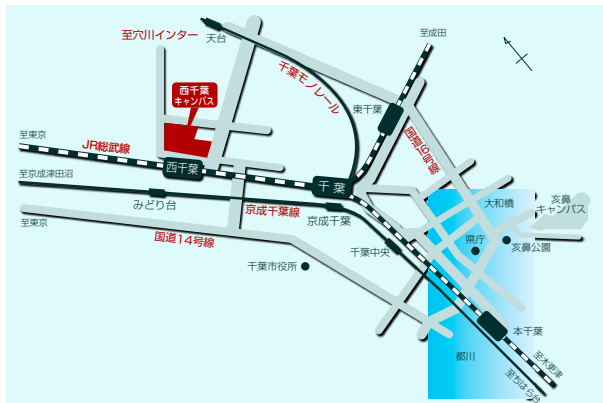 至穴川インター
天台
至成田
西千葉
キャンパス
千葉モノレール
東千葉
国道16号線
至東京
JR総武線
西千葉
千葉
至京成津田沼
みどり台
京成千葉線
京成千葉
至東京
国道14号線
千葉市役所
千葉中央
大和橋
亥鼻
キャンパス
県庁
亥鼻公園
本千葉
都川
至木更津
至ちはら台